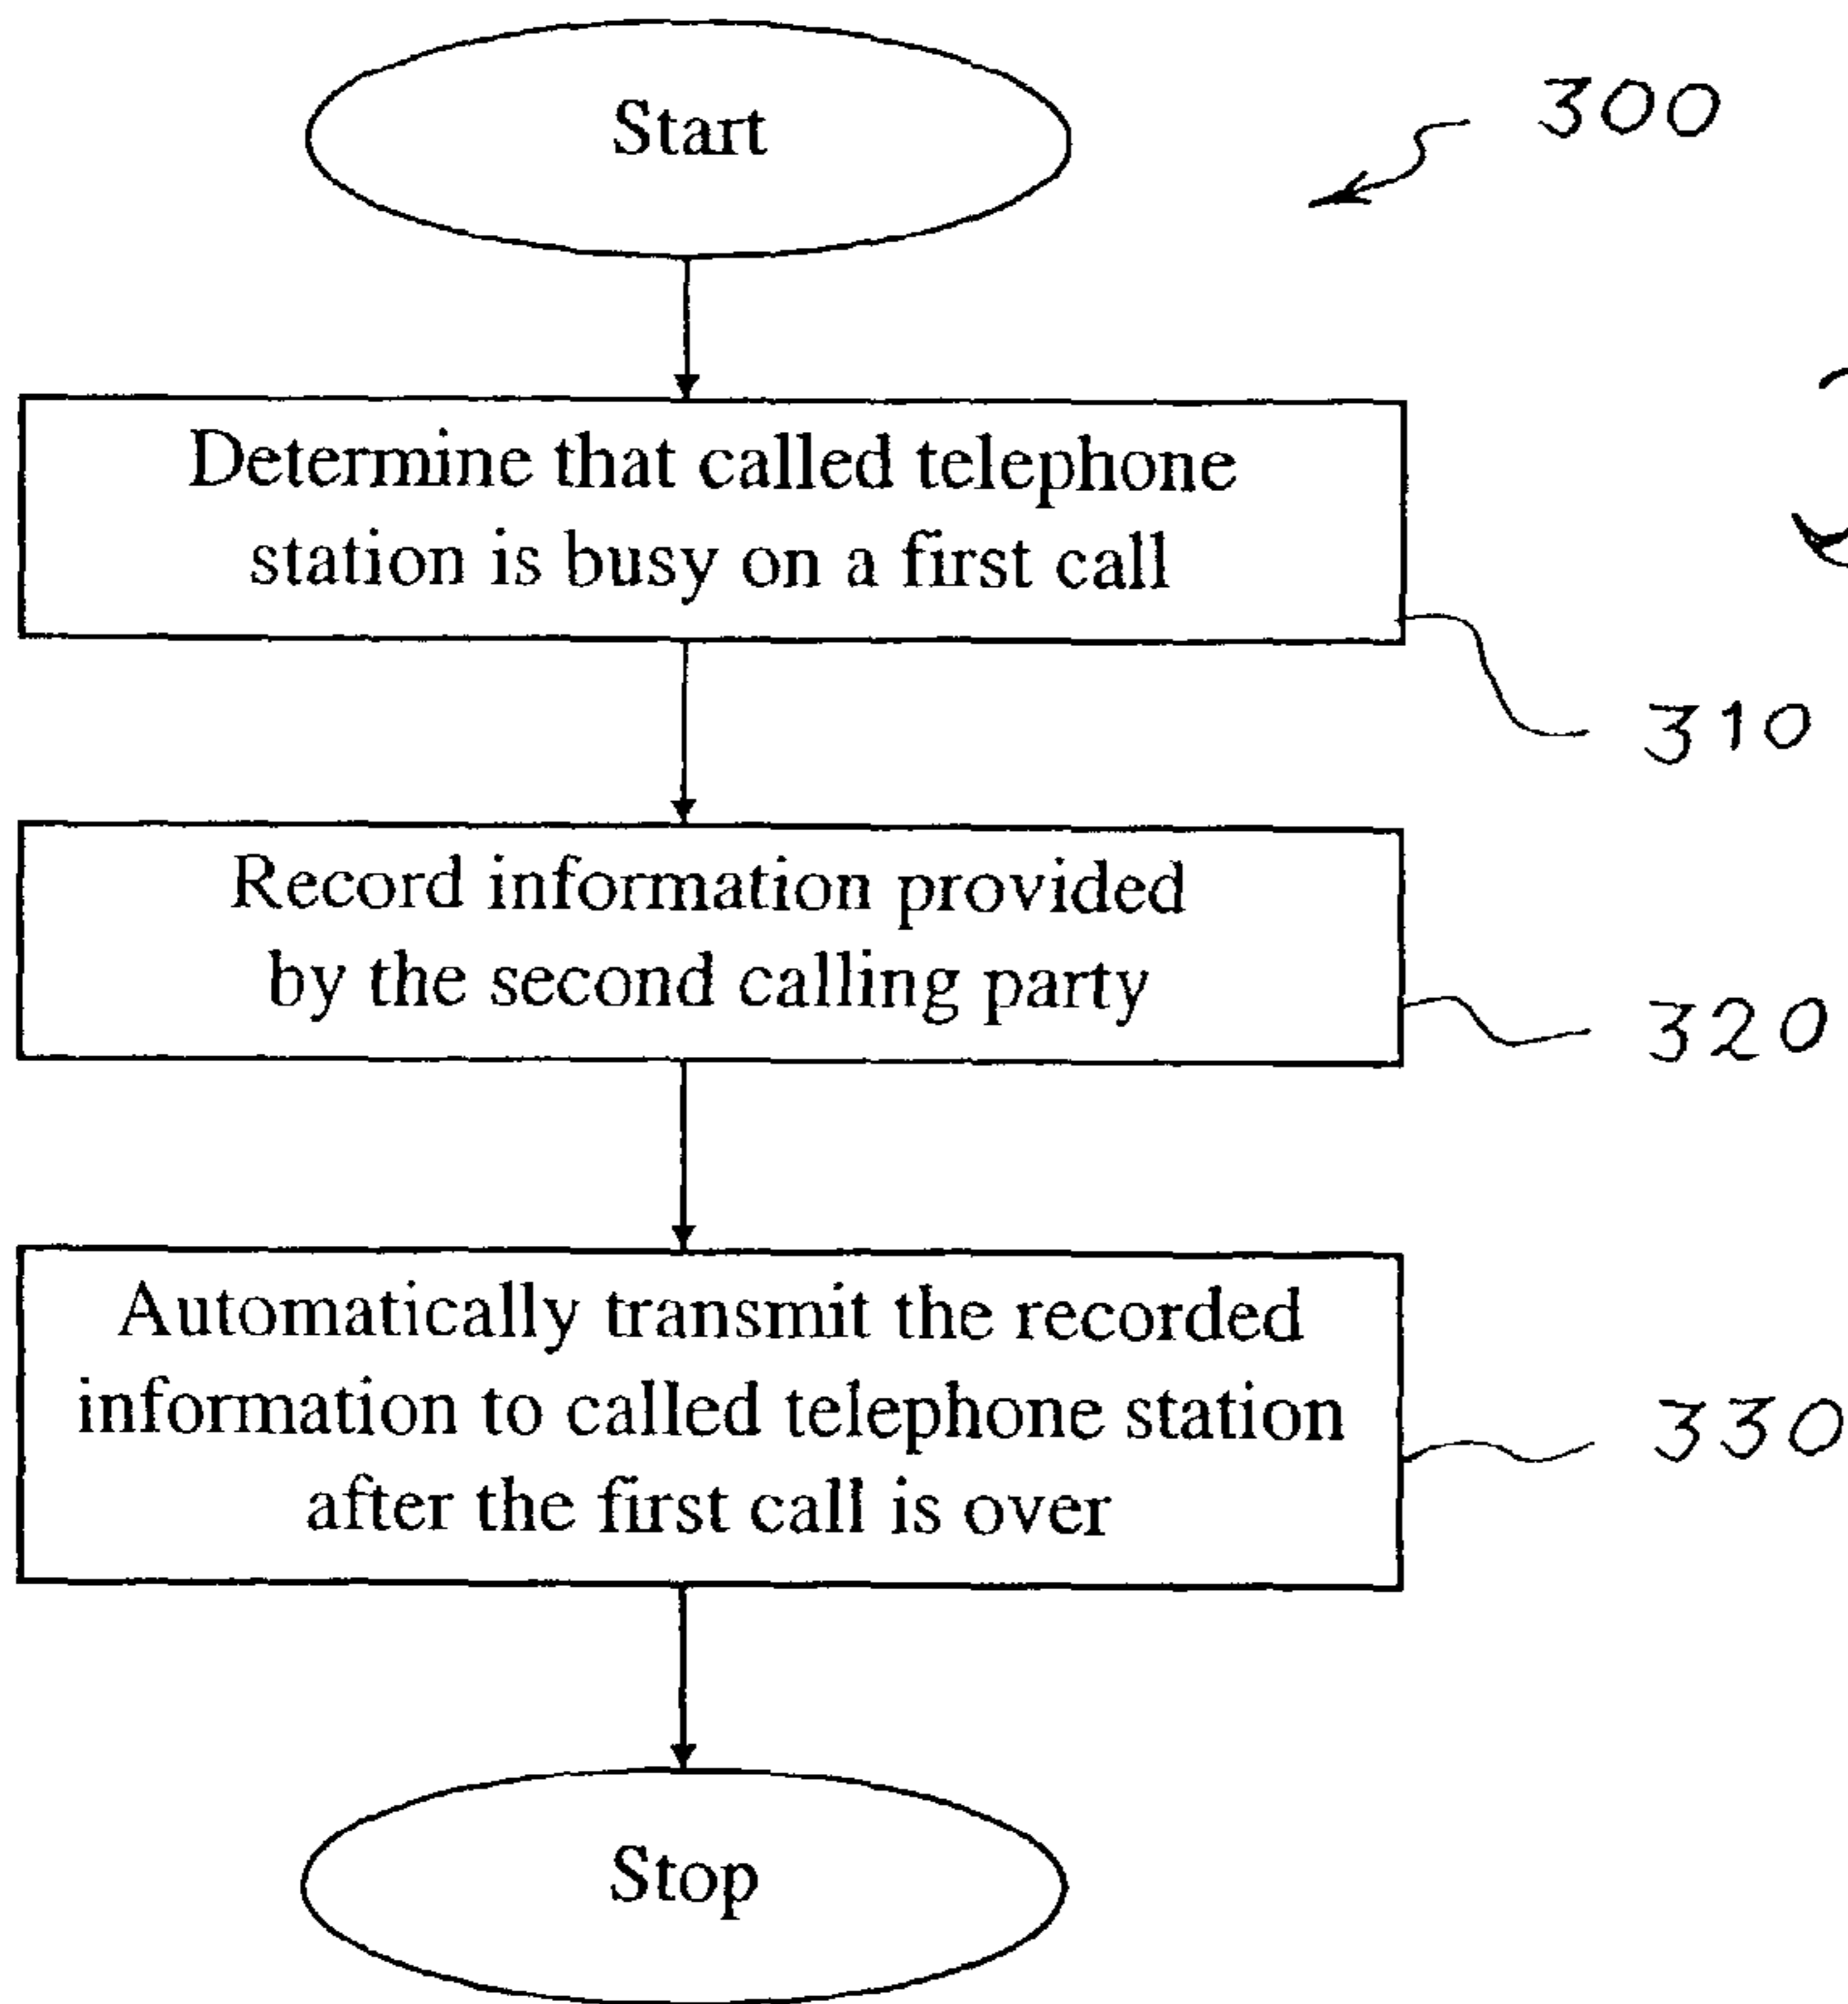 Start
300
Determine that called telephone
station is busy on a first call
310
Record information provided
by the second calling party
320
Automatically transmit the recorded
information to called telephone station
after the first call is over
330
Stop